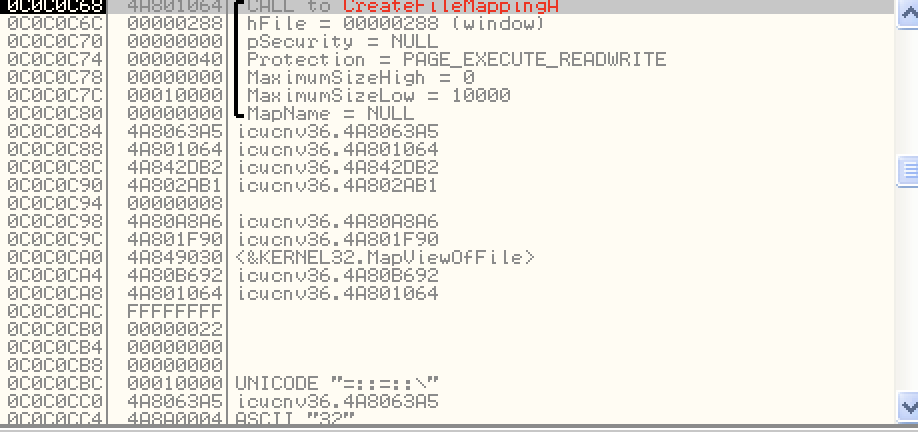 0C0C0C68 4A801064 CALL to CreateFileMappingA
0C0C0C6C 00000288 hFile = 00000288 (window)
0C0C0C70 00000000 pSecurity = NULL
0C0C0C74 00000040 Protection = PAGE_EXECUTE_READWRITE
0C0C0C78 00000000 MaximumSizeHigh = 0
0C0C0C7C 00010000 MaximumSizeLow = 10000
0C0C0C80 00000000 MapName = NULL
0C0C0C84 4A8063A5 icucnv36.4A8063A5
0C0C0C88 4A801064 icucnv36.4A801064
0C0C0C8C 4A842DB2 icucnv36.4A842DB2
0C0C0C90 4A802AB1 icucnv36.4A802AB1
0C0C0C94 00000008
0C0C0C98 4A80A8A6 icucnv36.4A80A8A6
0C0C0C9C 4A801F90 icucnv36.4A801F90
0C0C0CA0 4A849030 <&KERNEL32.MapViewOfFile>
0C0C0CA4 4A80B692 icucnv36.4A80B692
0C0C0CA8 4A801064 icucnv36.4A801064
0C0C0CAC FFFFFFFF
0C0C0CB0 00000022
0C0C0CB4 00000000
0C0C0CB8 00000000
0C0C0CBC 00010000 UNICODE "=::=::\"
0C0C0CC0 4A8063A5 icucnv36.4A8063A5
0C0C0CC4 4A8A0004 ASCII "32"